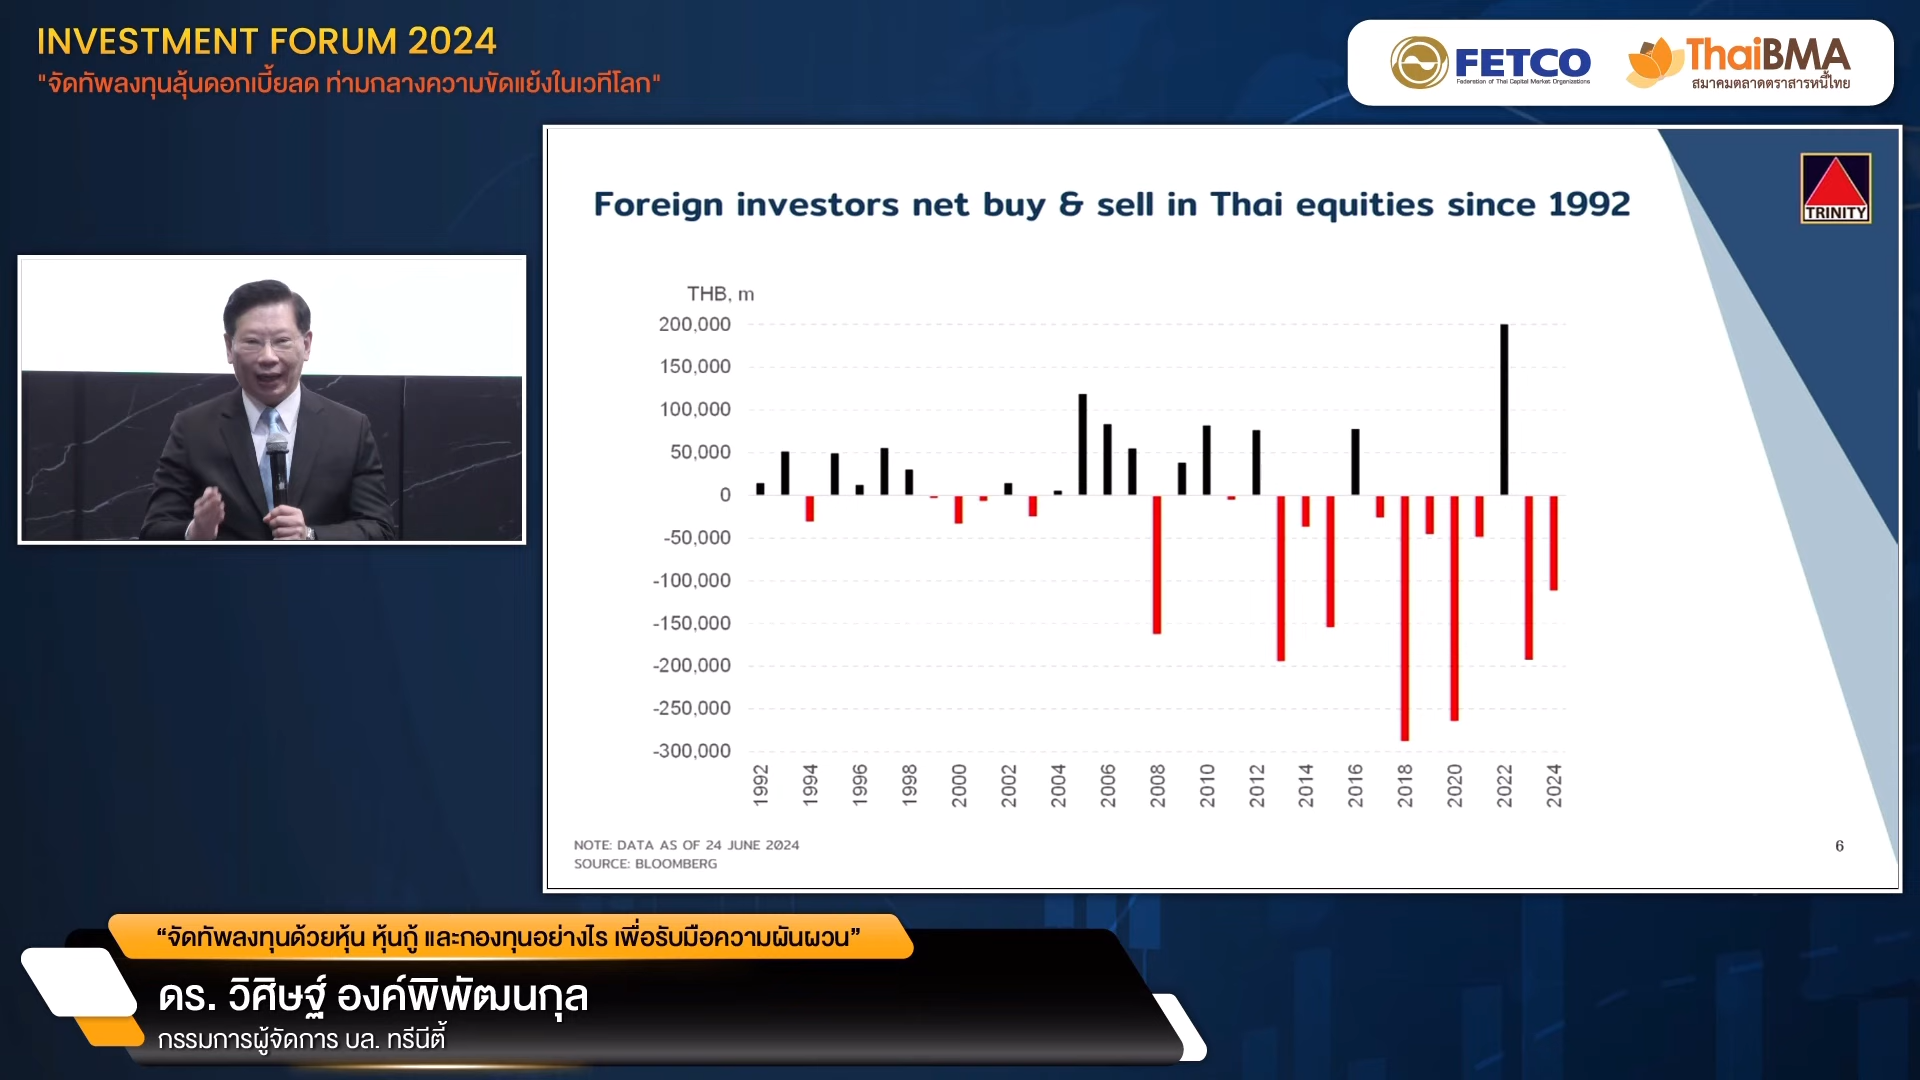 INVESTMENT FORUM 2024
"จัดทัพลงทุนลุ้นดอกเบี้ยลด ท่ามกลางความขัดแย้งในเวทีโลก"
FETCO
Federation of Thai Capital Market Organizations
ThaiBMA
สมาคมตลาดตราสารหนี้ไทย
Foreign investors net buy & sell in Thai equities since 1992
TRINITY
THB, m
200,000
150,000
100,000
50,000
0
-50,000
-100,000
-150,000
-200,000
-250,000
-300,000
1992 1994 1996 1998 2000 2002 2004 2006 2008 2010 2012 2014 2016 2018 2020 2022 2024
NOTE: DATA AS OF 24 JUNE 2024
SOURCE: BLOOMBERG
6
“จัดทัพลงทุนด้วยหุ้น หุ้นกู้ และกองทุนอย่างไร เพื่อรับมือความผันผวน”
ดร. วิศิษฐ์ องค์พิพัฒนกุล
กรรมการผู้จัดการ บล. ทรีนีตี้